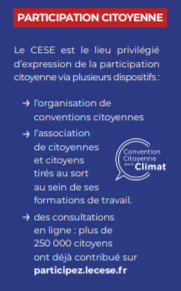 PARTICIPATION CITOYENNE
Le CESE est le lieu privilégié
d'expression de la participation
citoyenne via plusieurs dispositifs :
→ l'organisation de
conventions citoyennes
→ l'association
de citoyennes
et citoyens
tirés au sort
au sein de ses
formations de travail.
Convention
Citoyenne
pour le
Climat
→ des consultations
en ligne : plus de
250 000 citoyens
ont déjà contribué sur
participez.lecese.fr